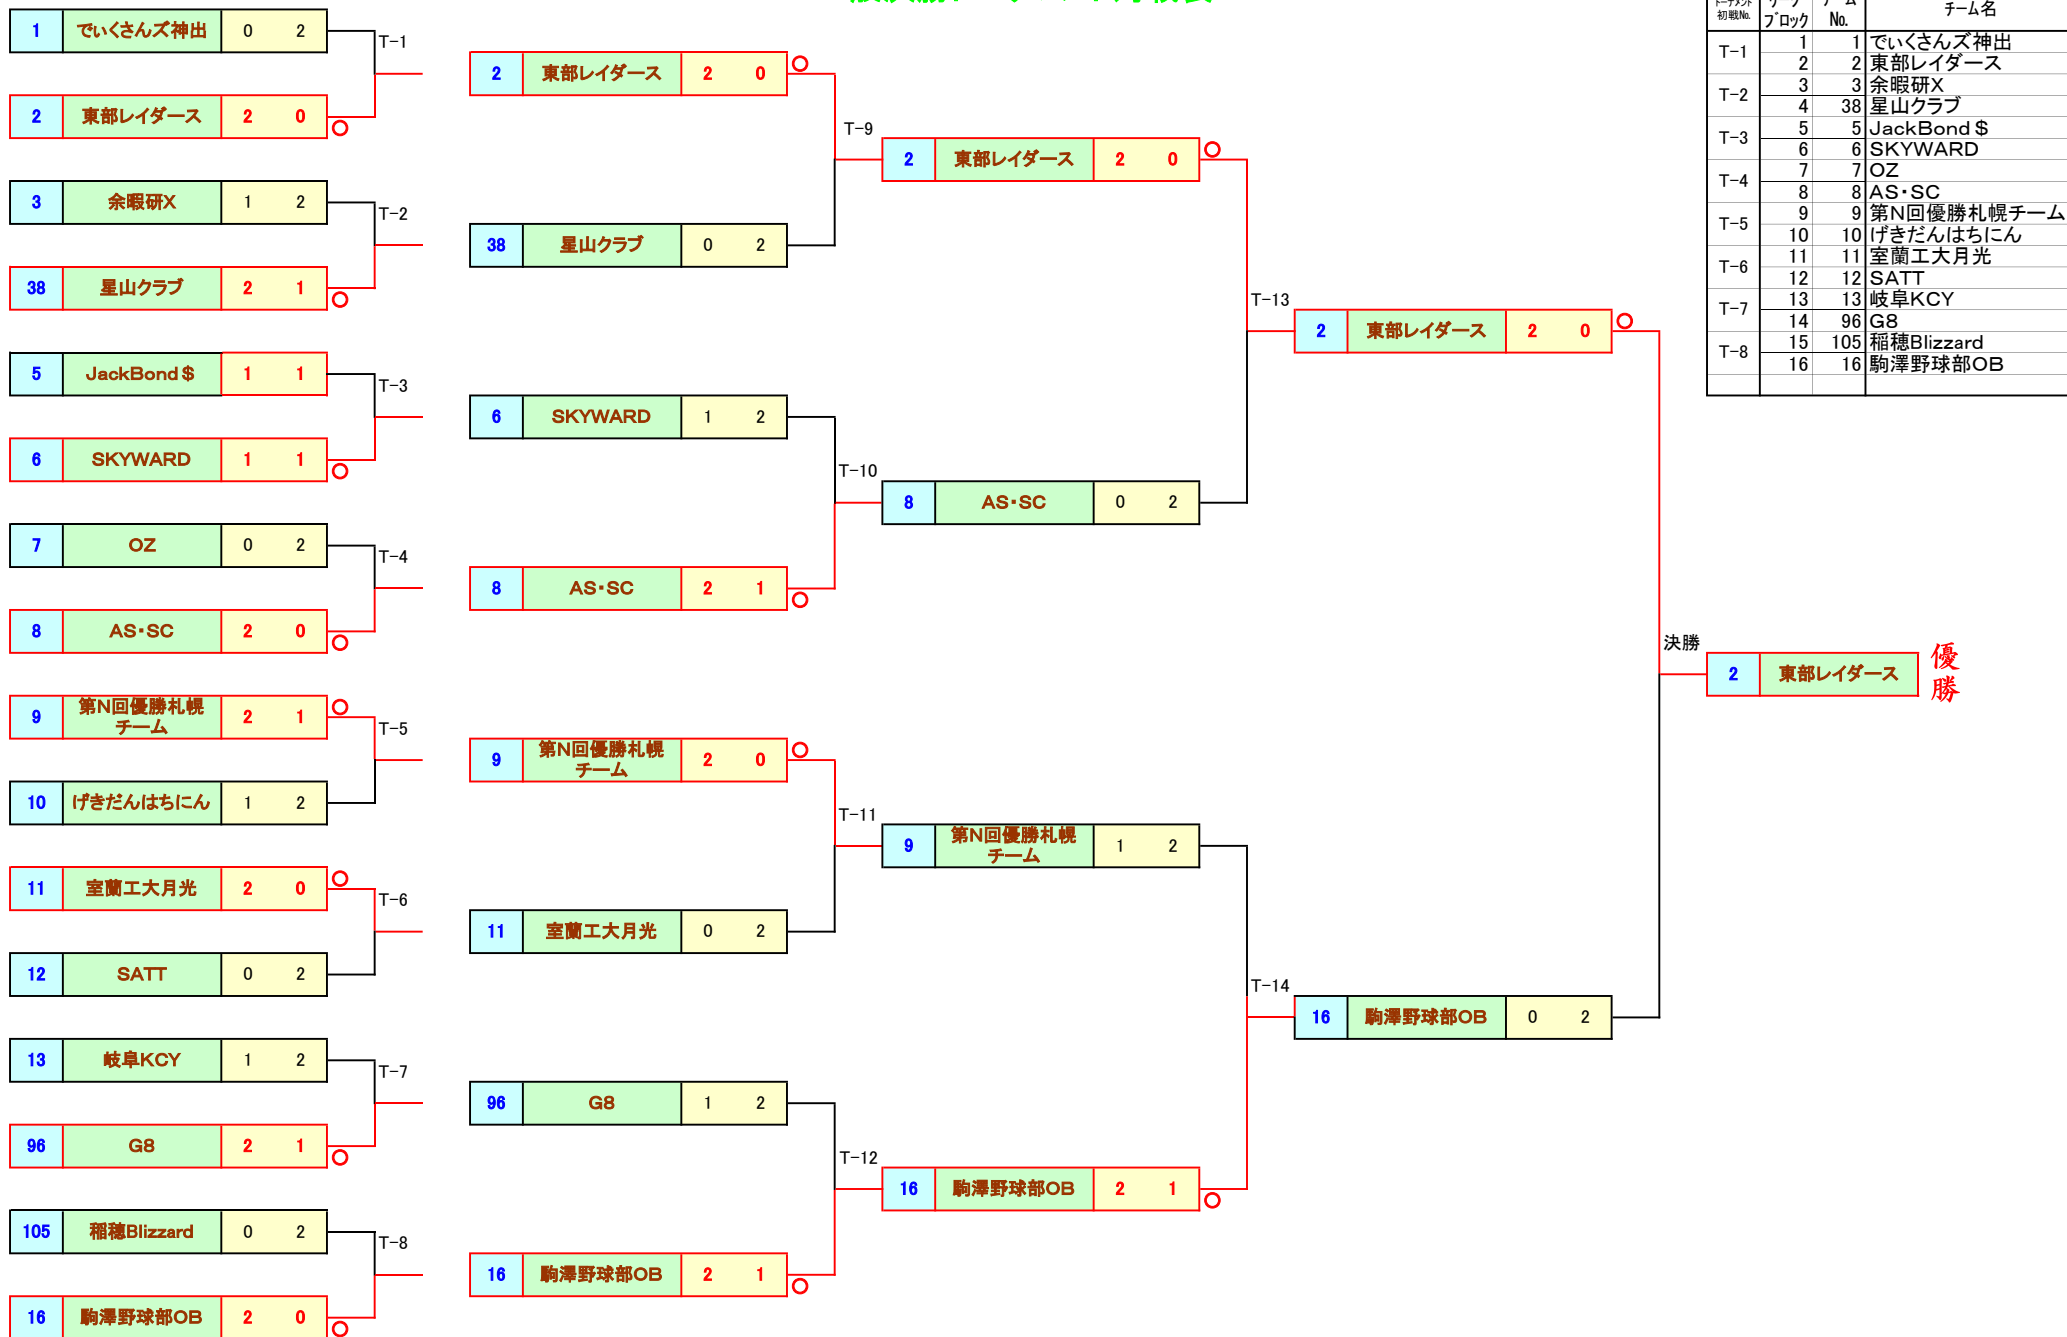 1 でぃくさんズ神出 0 2
T-1
2 東部レイダース 2 0
3 余暇研X 1 2
T-2
38 星山クラブ 2 1
5 JackBond＄ 1 1
T-3
6 SKYWARD 1 1
7 OZ 0 2
T-4
8 AS・SC 2 0
9 第N回優勝札幌
チーム 2 1
T-5
10 げきだんはちにん 1 2
11 室蘭工大月光 2 0
T-6
12 SATT 0 2
13 岐阜KCY 1 2
T-7
96 G8 2 1
105 稲穂Blizzard 0 2
T-8
16 駒澤野球部OB 2 0
2 東部レイダース 2 0
T-9
38 星山クラブ 0 2
6 SKYWARD 1 2
T-10
8 AS・SC 2 1
9 第N回優勝札幌
チーム 2 0
T-11
11 室蘭工大月光 0 2
96 G8 1 2
T-12
16 駒澤野球部OB 2 1
2 東部レイダース 2 0
T-13
8 AS・SC 0 2
9 第N回優勝札幌
チーム 1 2
T-14
16 駒澤野球部OB 2 1
2 東部レイダース 2 0
決勝
16 駒澤野球部OB 0 2
2 東部レイダース
優
勝
初戦No. ブロック No. チーム名
T-1
1 1 でぃくさんズ神出
2 2 東部レイダース
T-2
3 3 余暇研X
4 38 星山クラブ
T-3
5 5 JackBond＄
6 6 SKYWARD
T-4
7 7 OZ
8 8 AS・SC
T-5
9 9 第N回優勝札幌チーム
10 10 げきだんはちにん
T-6
11 11 室蘭工大月光
12 12 SATT
T-7
13 13 岐阜KCY
14 96 G8
T-8
15 105 稲穂Blizzard
16 16 駒澤野球部OB